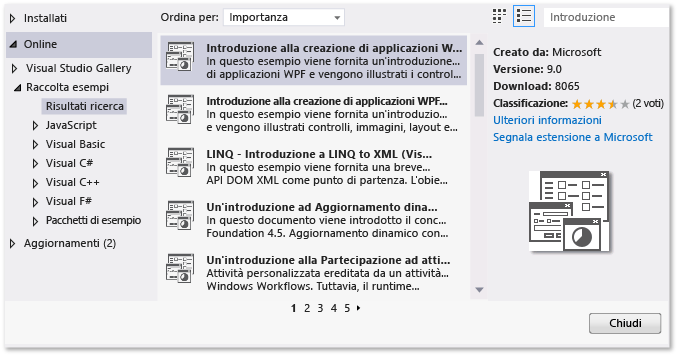 Installati
Online
Visual Studio Gallery
Raccolta esempi
Risultati ricerca
JavaScript
Visual Basic
Visual C#
Visual C++
Visual F#
Pacchetti di esempio
Aggiornamenti (2)
Ordina per: Importanza
Introduzione alla creazione di applicazioni W...
In questo esempio viene fornita un'introduzione...
di applicazioni WPF e vengono illustrati i control...
Introduzione alla creazione di applicazioni WPF...
In questo esempio viene fornita un'introduzio...
e vengono illustrati controlli, immagini, layout e...
LINQ - Introduzione a LINQ to XML (Vis...
In questo esempio viene fornita una breve...
API DOM XML come punto di partenza. L'obie...
Un'introduzione ad Aggiornamento dina...
In questo documento viene introdotto il conc...
Foundation 4.5. Aggiornamento dinamico con...
Un'introduzione alla Partecipazione ad atti...
Attività personalizzata ereditata da un attività...
Windows Workflows. Tuttavia, il runtime...
1 2 3 4 5
Introduzione
Creato da: Microsoft
Versione: 9.0
Download: 8065
Classificazione: (2 voti)
Ulteriori informazioni
Segnala estensione a Microsoft
Chiudi